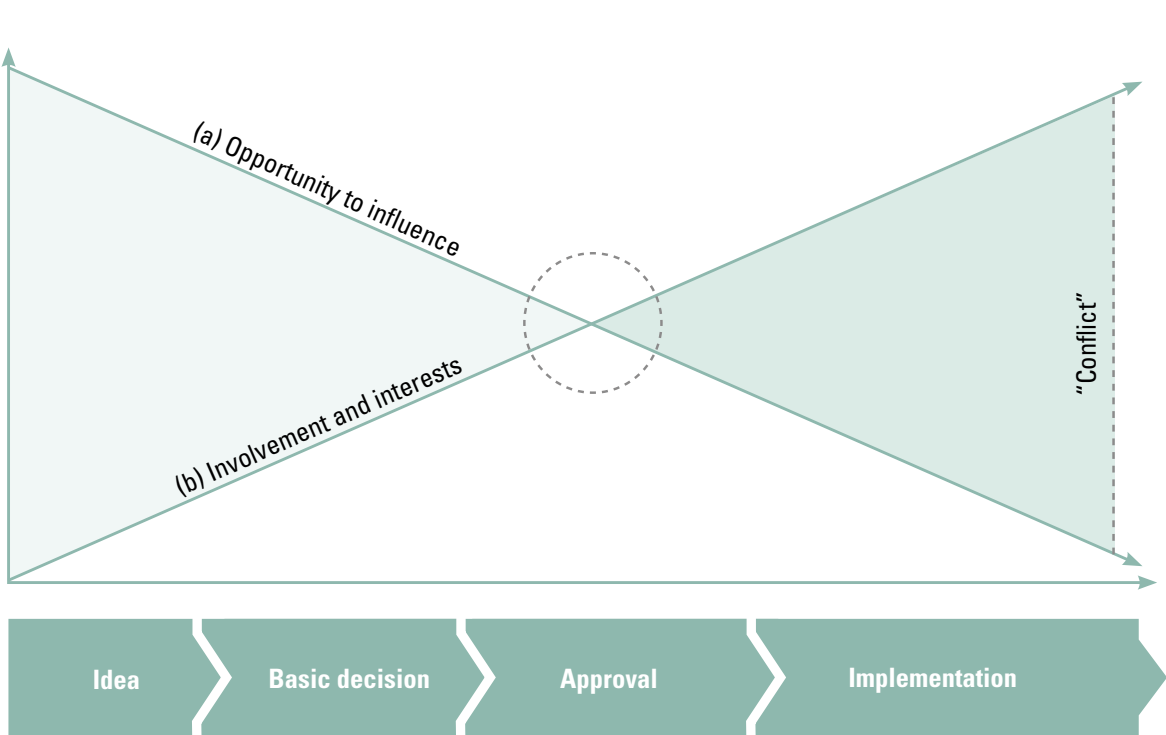 (a) Opportunity to influence
(b) Involvement and interests
"Conflict"
Idea
Basic decision
Approval
Implementation